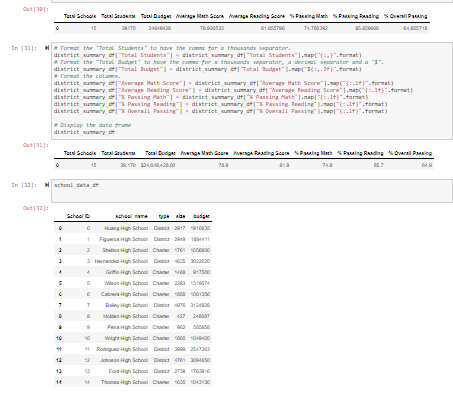 Out[30]:
Total Schools Total Students Total Budget Average Math Score Average Reading Score % Passing Math % Passing Reading % Overall Passing
0 15 39170 24649428
In [31]:
# Format the "Total Students" to have the comma for a thousands separator.
district_summary_df["Total Students"] = district_summary_df["Total Students"].map("{:,}".format)
# Format the "Total Budget" to have the comma for a thousands separator, a decimal separator and a "$".
district_summary_df["Total Budget"] = district_summary_df["Total Budget"].map("${:,.2f}".format)
# Format the columns.
district_summary_df["Average Math Score"] = district_summary_df["Average Math Score"].map("{:.1f}".format)
district_summary_df["Average Reading Score"] = district_summary_df["Average Reading Score"].map("{:.1f}".format)
district_summary_df["% Passing Math"] = district_summary_df["% Passing Math"].map("{:.1f}".format)
district_summary_df["% Passing Reading"] = district_summary_df["% Passing Reading"].map("{:.1f}".format)
district_summary_df["% Overall Passing"] = district_summary_df["% Overall Passing"].map("{:.1f}".format)
# Display the data frame
district_summary_df
Out[31]:
Total Schools Total Students Total Budget Average Math Score Average Reading Score % Passing Math % Passing Reading % Overall Passing
0 15 39,170 $24,649,428.00 78.9 81.9 74.8 85.7 64.9
In [32]: school_data_df
Out[32]:
School ID school_name type size budget
0 0 Huang High School District 2917 1910635
1 1 Figueroa High School District 2949 1884411
2 2 Shelton High School Charter 1761 1056600
3 3 Hernandez High School District 4635 3022020
4 4 Griffin High School Charter 1468 917500
5 5 Wilson High School Charter 2283 1319574
6 6 Cabrera High School Charter 1858 1081356
7 7 Bailey High School District 4976 3124928
8 8 Holden High School Charter 427 248087
9 9 Pena High School Charter 962 585858
10 10 Wright High School Charter 1800 1049400
11 11 Rodriguez High School District 3999 2547363
12 12 Johnson High School District 4761 3094650
13 13 Ford High School District 2739 1763916
14 14 Thomas High School Charter 1635 1043130